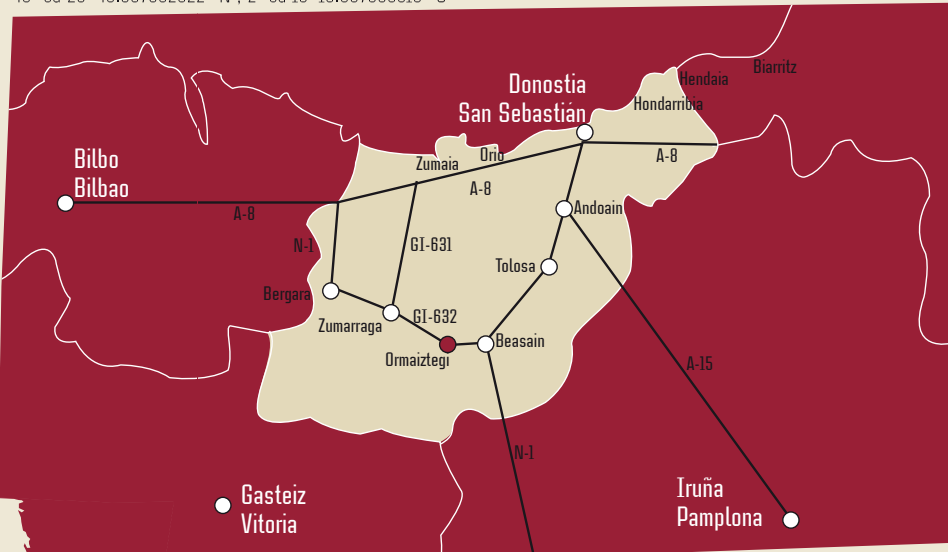 Biarritz
Hendaia
Donostia
San Sebastián
Hondarribia
Bilbo
Bilbao
Zumaia
Orio
A-8
A-8
A-8
Andoain
N-1
GI-631
Tolosa
Bergara
Zumarraga
GI-632
Ormaiztegi
Beasain
A-15
N-1
Gasteiz
Vitoria
Iruña
Pamplona